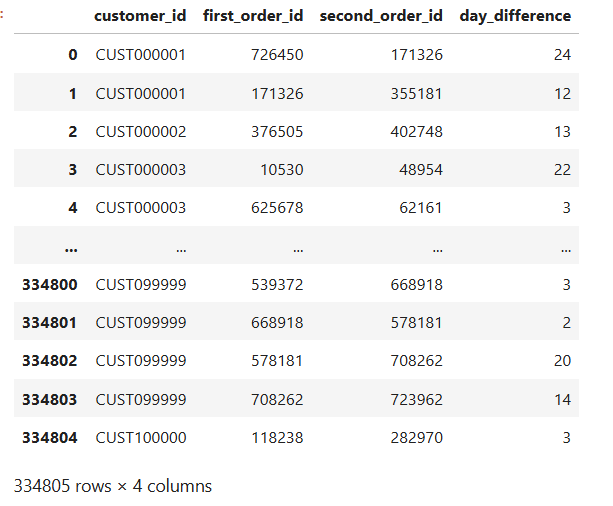 :
customer_id first_order_id second_order_id day_difference
0 CUST000001 726450 171326 24
1 CUST000001 171326 355181 12
2 CUST000002 376505 402748 13
3 CUST000003 10530 48954 22
4 CUST000003 625678 62161 3
... ... ... ... ...
334800 CUST099999 539372 668918 3
334801 CUST099999 668918 578181 2
334802 CUST099999 578181 708262 20
334803 CUST099999 708262 723962 14
334804 CUST100000 118238 282970 3
334805 rows × 4 columns